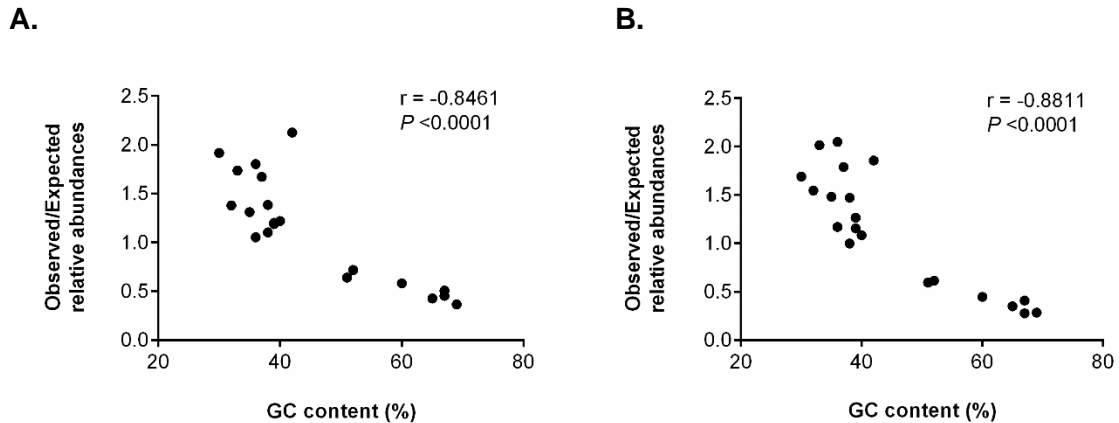 A.
r = -0.8461
P <0.0001
Observed/Expected
relative abundances
2.5
2.0
1.5
1.0
0.5
0.0
20
40
60
80
GC content (%)
B.
r = -0.8811
P <0.0001
Observed/Expected
relative abundances
2.5
2.0
1.5
1.0
0.5
0.0
20
40
60
80
GC content (%)